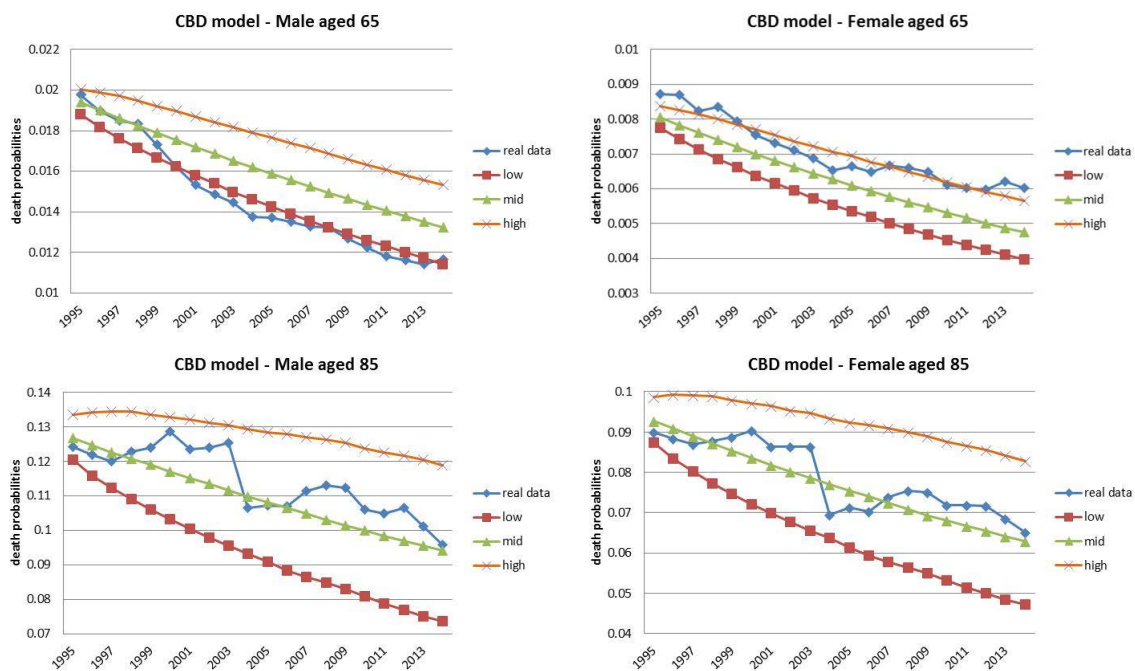 CBD model - Male aged 65
death probabilities
0.022
0.02
0.018
0.016
0.014
0.012
0.01
1995 1997 1999 2001 2003 2005 2007 2009 2011 2013
real data
low
mid
high
CBD model - Female aged 65
death probabilities
0.01
0.009
0.008
0.007
0.006
0.005
0.004
0.003
1995 1997 1999 2001 2003 2005 2007 2009 2011 2013
real data
low
mid
high
CBD model - Male aged 85
death probabilities
0.14
0.13
0.12
0.11
0.1
0.09
0.08
0.07
1995 1997 1999 2001 2003 2005 2007 2009 2011 2013
real data
low
mid
high
CBD model - Female aged 85
death probabilities
0.1
0.09
0.08
0.07
0.06
0.05
0.04
1995 1997 1999 2001 2003 2005 2007 2009 2011 2013
real data
low
mid
high